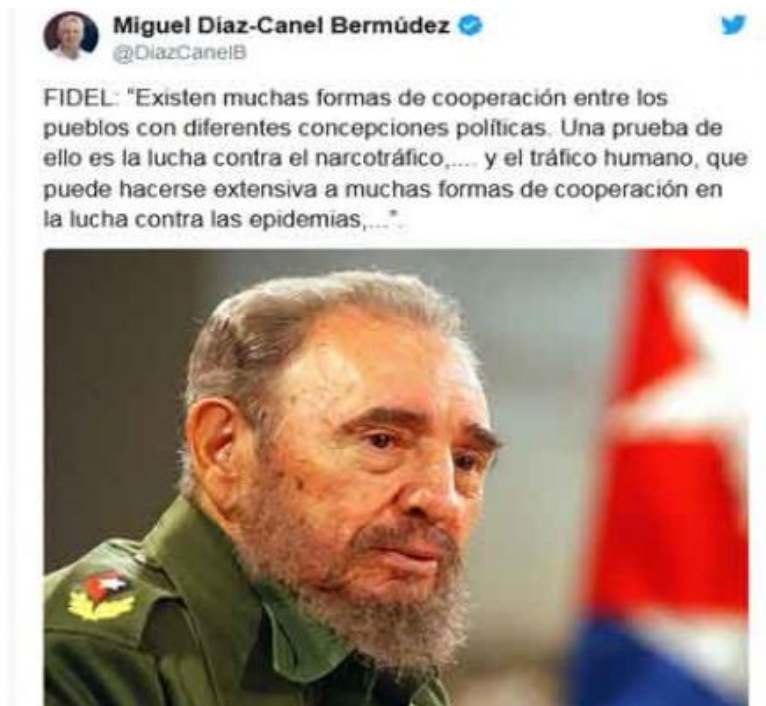 Miguel Díaz-Canel Bermúdez
@DiazCanelB
FIDEL: "Existen muchas formas de cooperación entre los
pueblos con diferentes concepciones políticas. Una prueba de
ello es la lucha contra el narcotráfico,.... y el tráfico humano, que
puede hacerse extensiva a muchas formas de cooperación en
la lucha contra las epidemias,...".